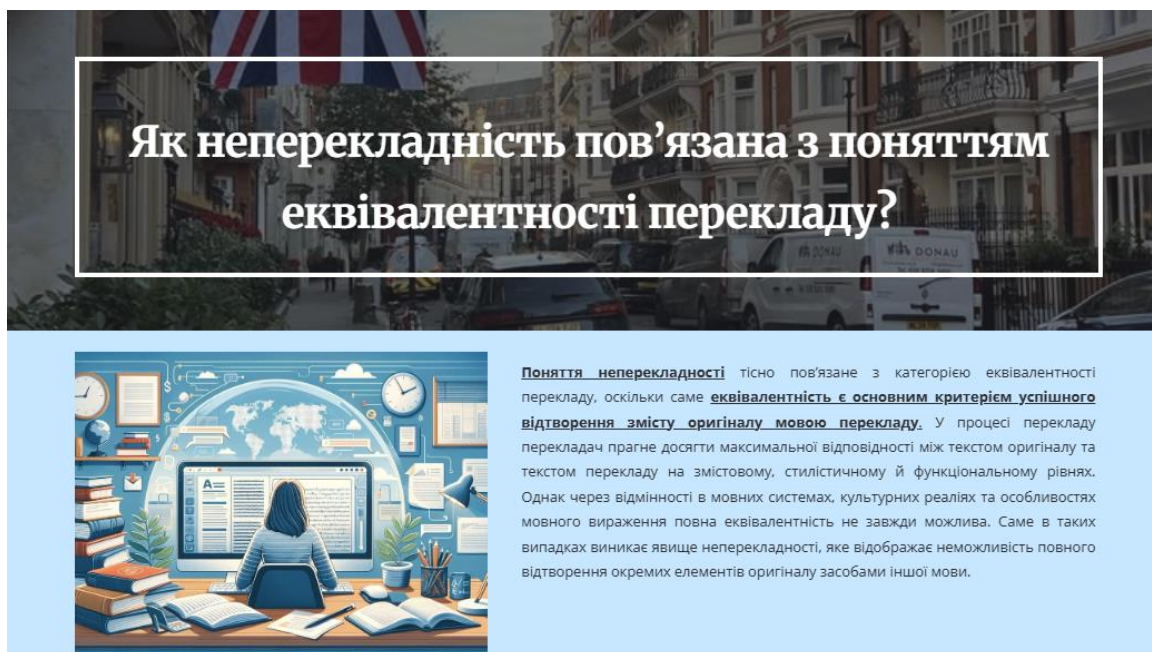 Як неперекладність пов’язана з поняттям
еквівалентності перекладу?
DONAU
DONAU
A
Поняття неперекладності тісно пов’язане з категорією еквівалентності
перекладу, оскільки саме еквівалентність є основним критерієм успішного
відтворення змісту оригіналу мовою перекладу. У процесі перекладу
перекладач прагне досягти максимальної відповідності між текстом оригіналу та
текстом перекладу на змістовому, стилістичному й функціональному рівнях.
Однак через відмінності в мовних системах, культурних реаліях та особливостях
мовного вираження повна еквівалентність не завжди можлива. Саме в таких
випадках виникає явище неперекладності, яке відображає неможливість повного
відтворення окремих елементів оригіналу засобами іншої мови.